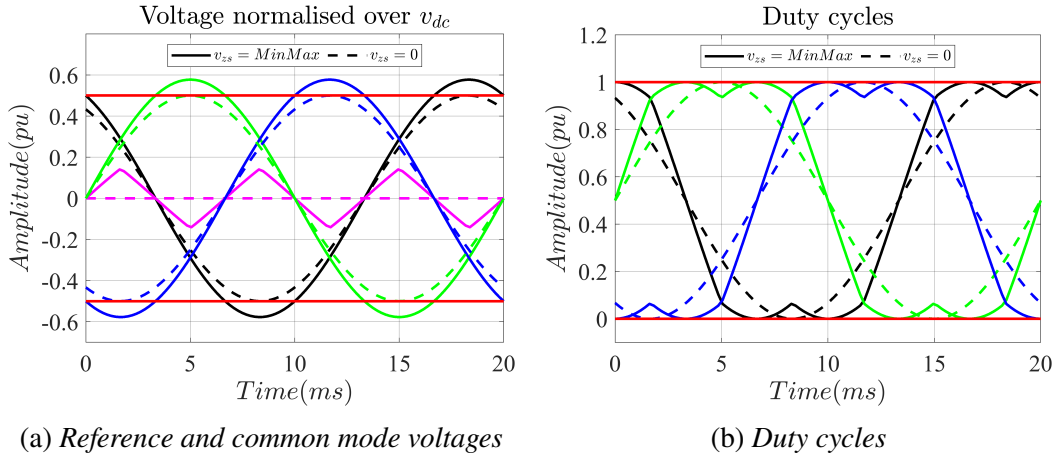 Voltage normalised over v_dc
v_zs = MinMax v_zs = 0
Amplitude(pu)
0.6
0.4
0.2
0
-0.2
-0.4
-0.6
0 5 10 15 20
Time(ms)
(a) Reference and common mode voltages
Duty cycles
v_zs = MinMax v_zs = 0
Amplitude(pu)
1.2
1
0.8
0.6
0.4
0.2
0
0 5 10 15 20
Time(ms)
(b) Duty cycles